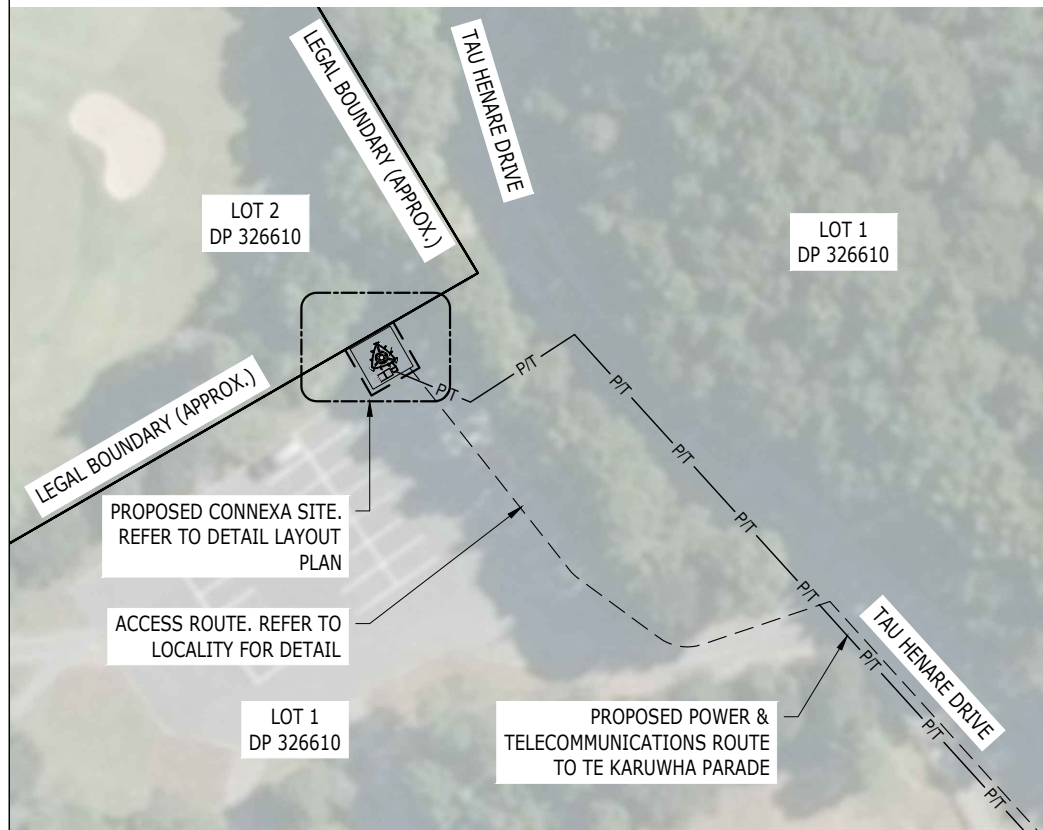 LEGAL BOUNDARY (APPROX.)
TAU HENARE DRIVE
LOT 2
DP 326610
LOT 1
DP 326610
LEGAL BOUNDARY (APPROX.)
P/T
P/T
P/T
P/T
P/T
P/T
P/T
P/T
P/T
PROPOSED CONNEXA SITE.
REFER TO DETAIL LAYOUT
PLAN
ACCESS ROUTE. REFER TO
LOCALITY FOR DETAIL
TAU HENARE DRIVE
LOT 1
DP 326610
PROPOSED POWER &
TELECOMMUNICATIONS ROUTE
TO TE KARUWHA PARADE